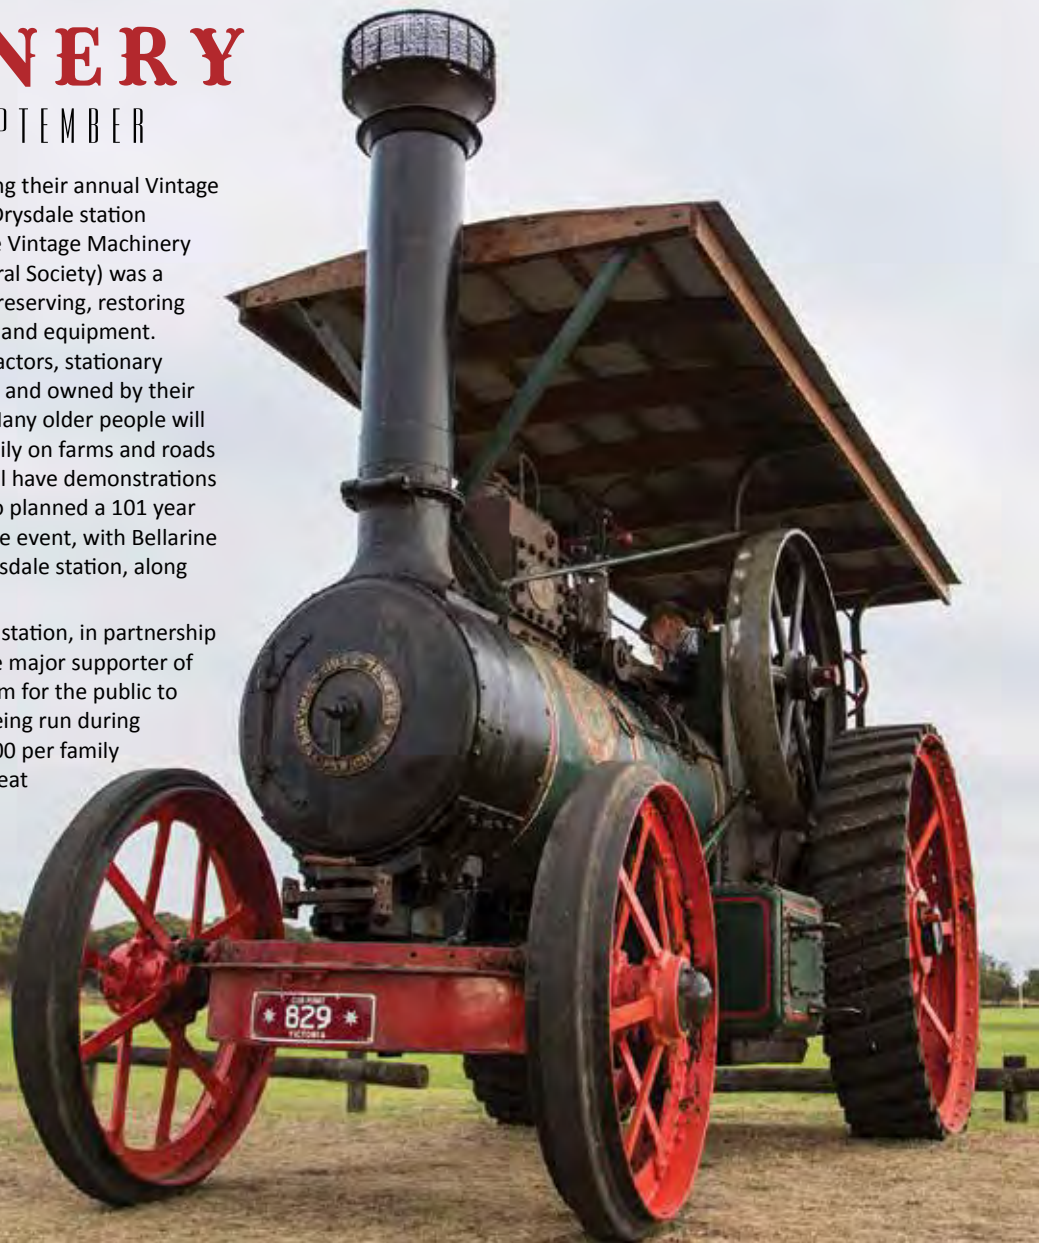 NERY
PTEMBER
ng their annual Vintage
Drysdale station
e Vintage Machinery
ral Society) was a
reserving, restoring
and equipment.
actors, stationary
and owned by their
Many older people will
ily on farms and roads
l have demonstrations
o planned a 101 year
e event, with Bellarine
sdale station, along
station, in partnership
e major supporter of
m for the public to
eing run during
00 per family
eat
CLUB PERMIT
* 829 *
VICTORIA